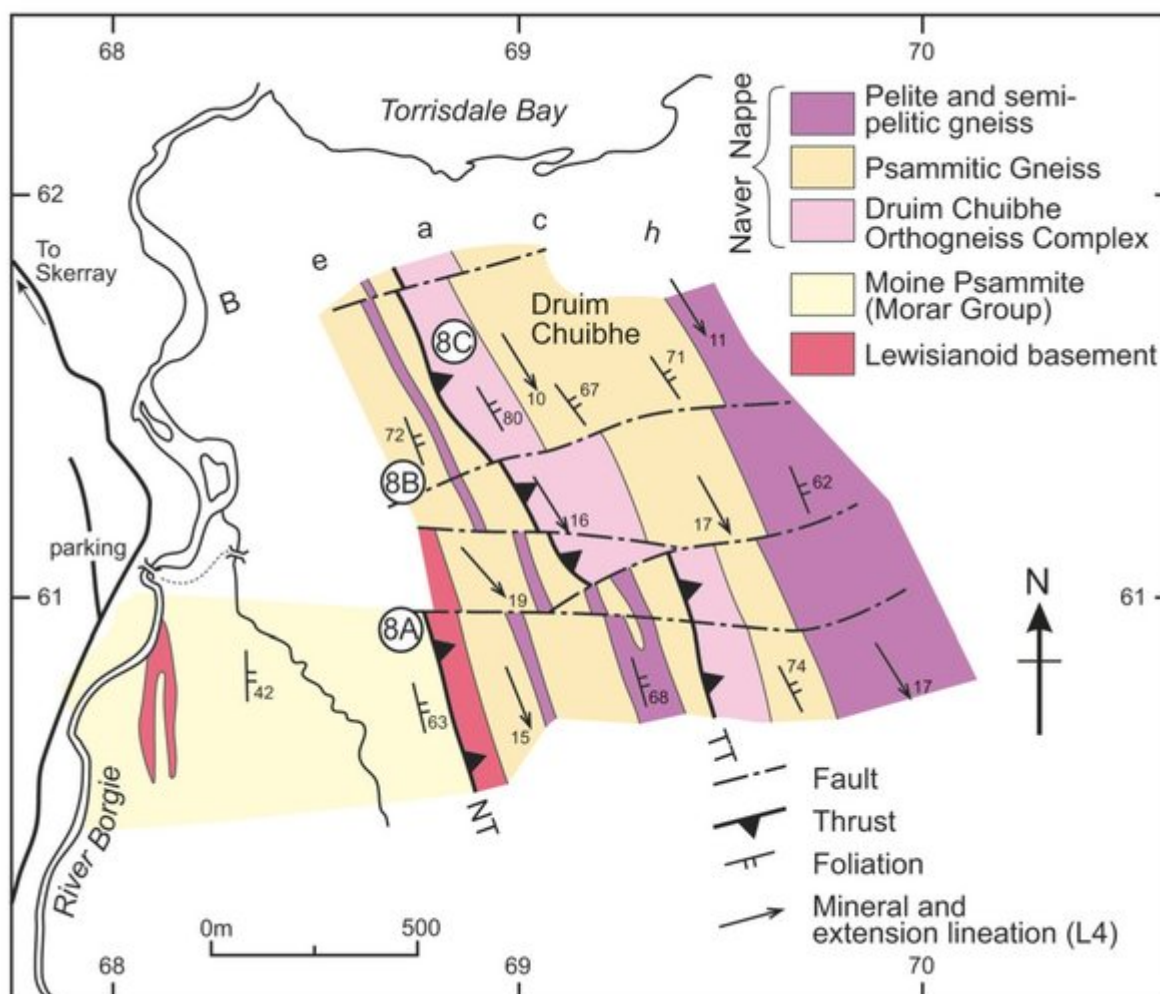 68
69
70
Torrisdale Bay
Naver Nappe
Pelite and semi-
pelitic gneiss
Psammitic Gneiss
Druim Chuibhe
Orthogneiss Complex
Moine Psammite
(Morar Group)
Lewisianoid basement
62
To
Skerray
B
e
a
c
h
Druim
Chuibhe
8C
11
71
67
10
80
72
8B
62
16
17
parking
61
61
19
8A
42
63
68
74
17
15
NT
TT
River Borgie
N
Fault
Thrust
Foliation
Mineral and
extension lineation (L4)
0m
500
68
69
70